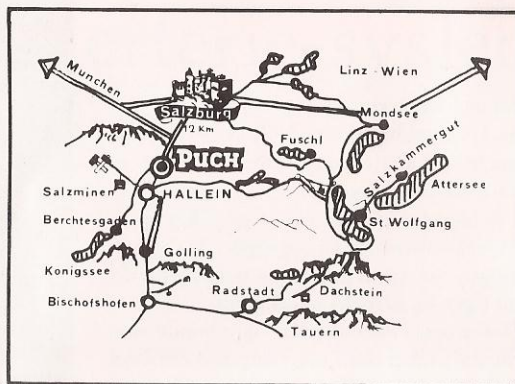 Linz - Wien
Munchen
Salzburg
Mondsee
12 Km
Fuschl
PUCH
Salzkammergut
Salzminen
HALLEIN
Attersee
Berchtesgaden
St. Wolfgang
Golling
Konigssee
Radstadt
Dachstein
Bischofshofen
Tauern